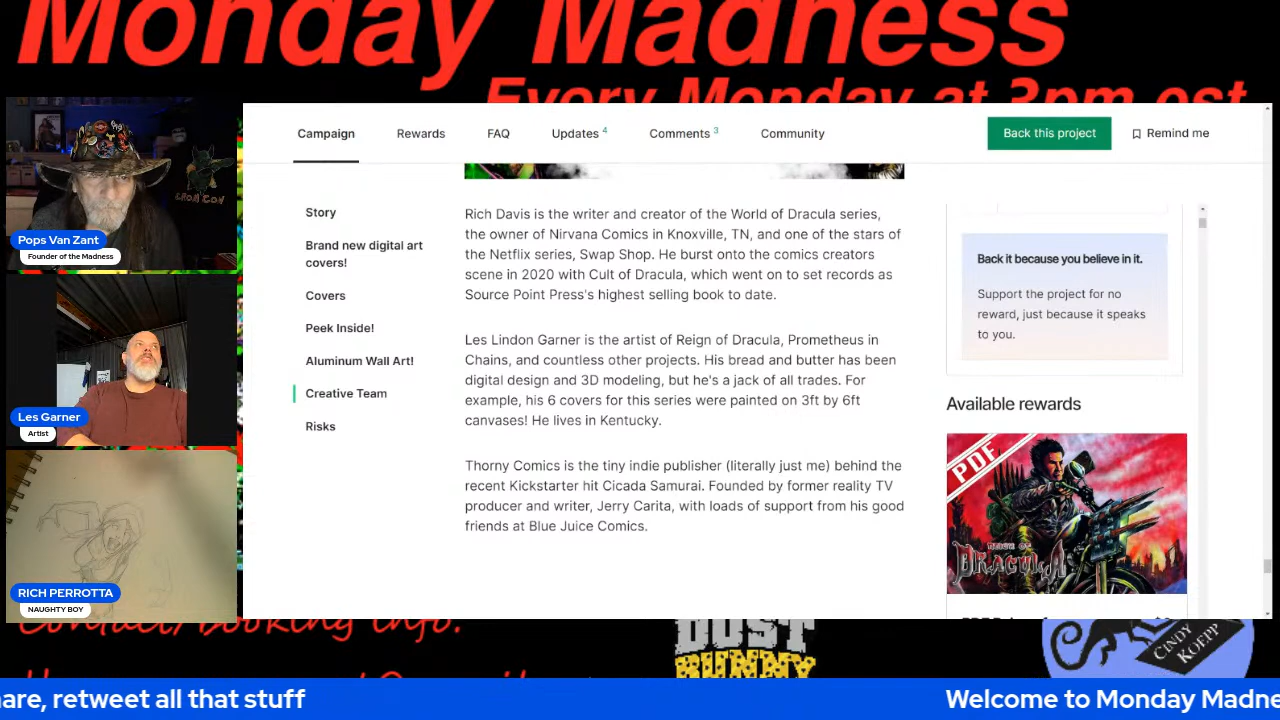 Monday Madness
Every Monday at 3pm est
Campaign
Rewards
FAQ
Updates 4
Comments 3
Community
Back this project
Remind me
Story
Brand new digital art
covers!
Covers
Peek Inside!
Aluminum Wall Art!
Creative Team
Risks
Rich Davis is the writer and creator of the World of Dracula series,
the owner of Nirvana Comics in Knoxville, TN, and one of the stars of
the Netflix series, Swap Shop. He burst onto the comics creators
scene in 2020 with Cult of Dracula, which went on to set records as
Source Point Press's highest selling book to date.
Les Lindon Garner is the artist of Reign of Dracula, Prometheus in
Chains, and countless other projects. His bread and butter has been
digital design and 3D modeling, but he's a jack of all trades. For
example, his 6 covers for this series were painted on 3ft by 6ft
canvases! He lives in Kentucky.
Thorny Comics is the tiny indie publisher (literally just me) behind the
recent Kickstarter hit Cicada Samurai. Founded by former reality TV
producer and writer, Jerry Carita, with loads of support from his good
friends at Blue Juice Comics.
Back it because you believe in it.
Support the project for no
reward, just because it speaks
to you.
Available rewards
PDF
REIGN OF
DRACULA
Pops Van Zant
Founder of the Madness
Les Garner
Artist
RICH PERROTTA
NAUGHTY BOY
Contact/Booking info:
DUST
BUNNY
CINDY
KOEPP
are, retweet all that stuff
Welcome to Monday Madne